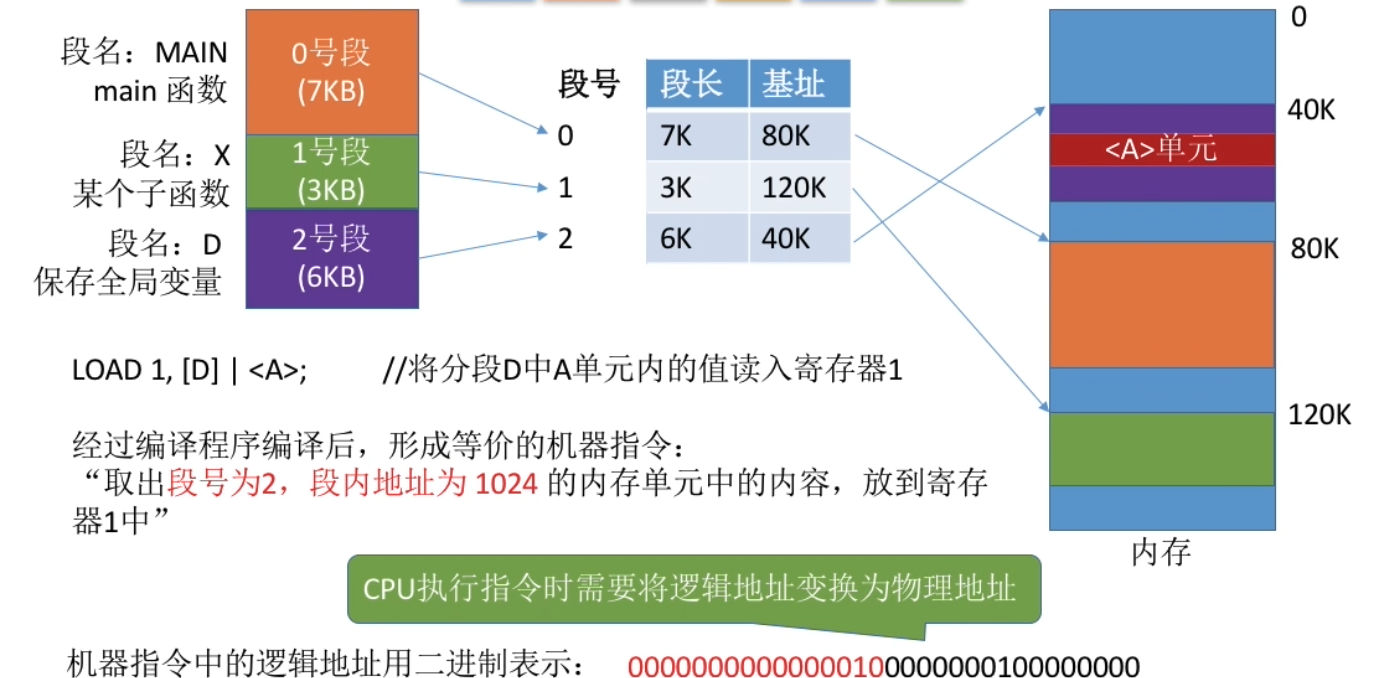 段名：MAIN
main 函数
0号段
(7KB)
段名：X
某个子函数
1号段
(3KB)
段名：D
保存全局变量
2号段
(6KB)
段号 段长 基址
0 7K 80K
1 3K 120K
2 6K 40K
0
40K
<A>单元
80K
120K
内存
LOAD 1, [D] | <A>; //将分段D中A单元内的值读入寄存器1
经过编译程序编译后，形成等价的机器指令：
“取出段号为2，段内地址为 1024 的内存单元中的内容，放到寄存
器1中”
CPU执行指令时需要将逻辑地址变换为物理地址
机器指令中的逻辑地址用二进制表示： 00000000000000100000000100000000